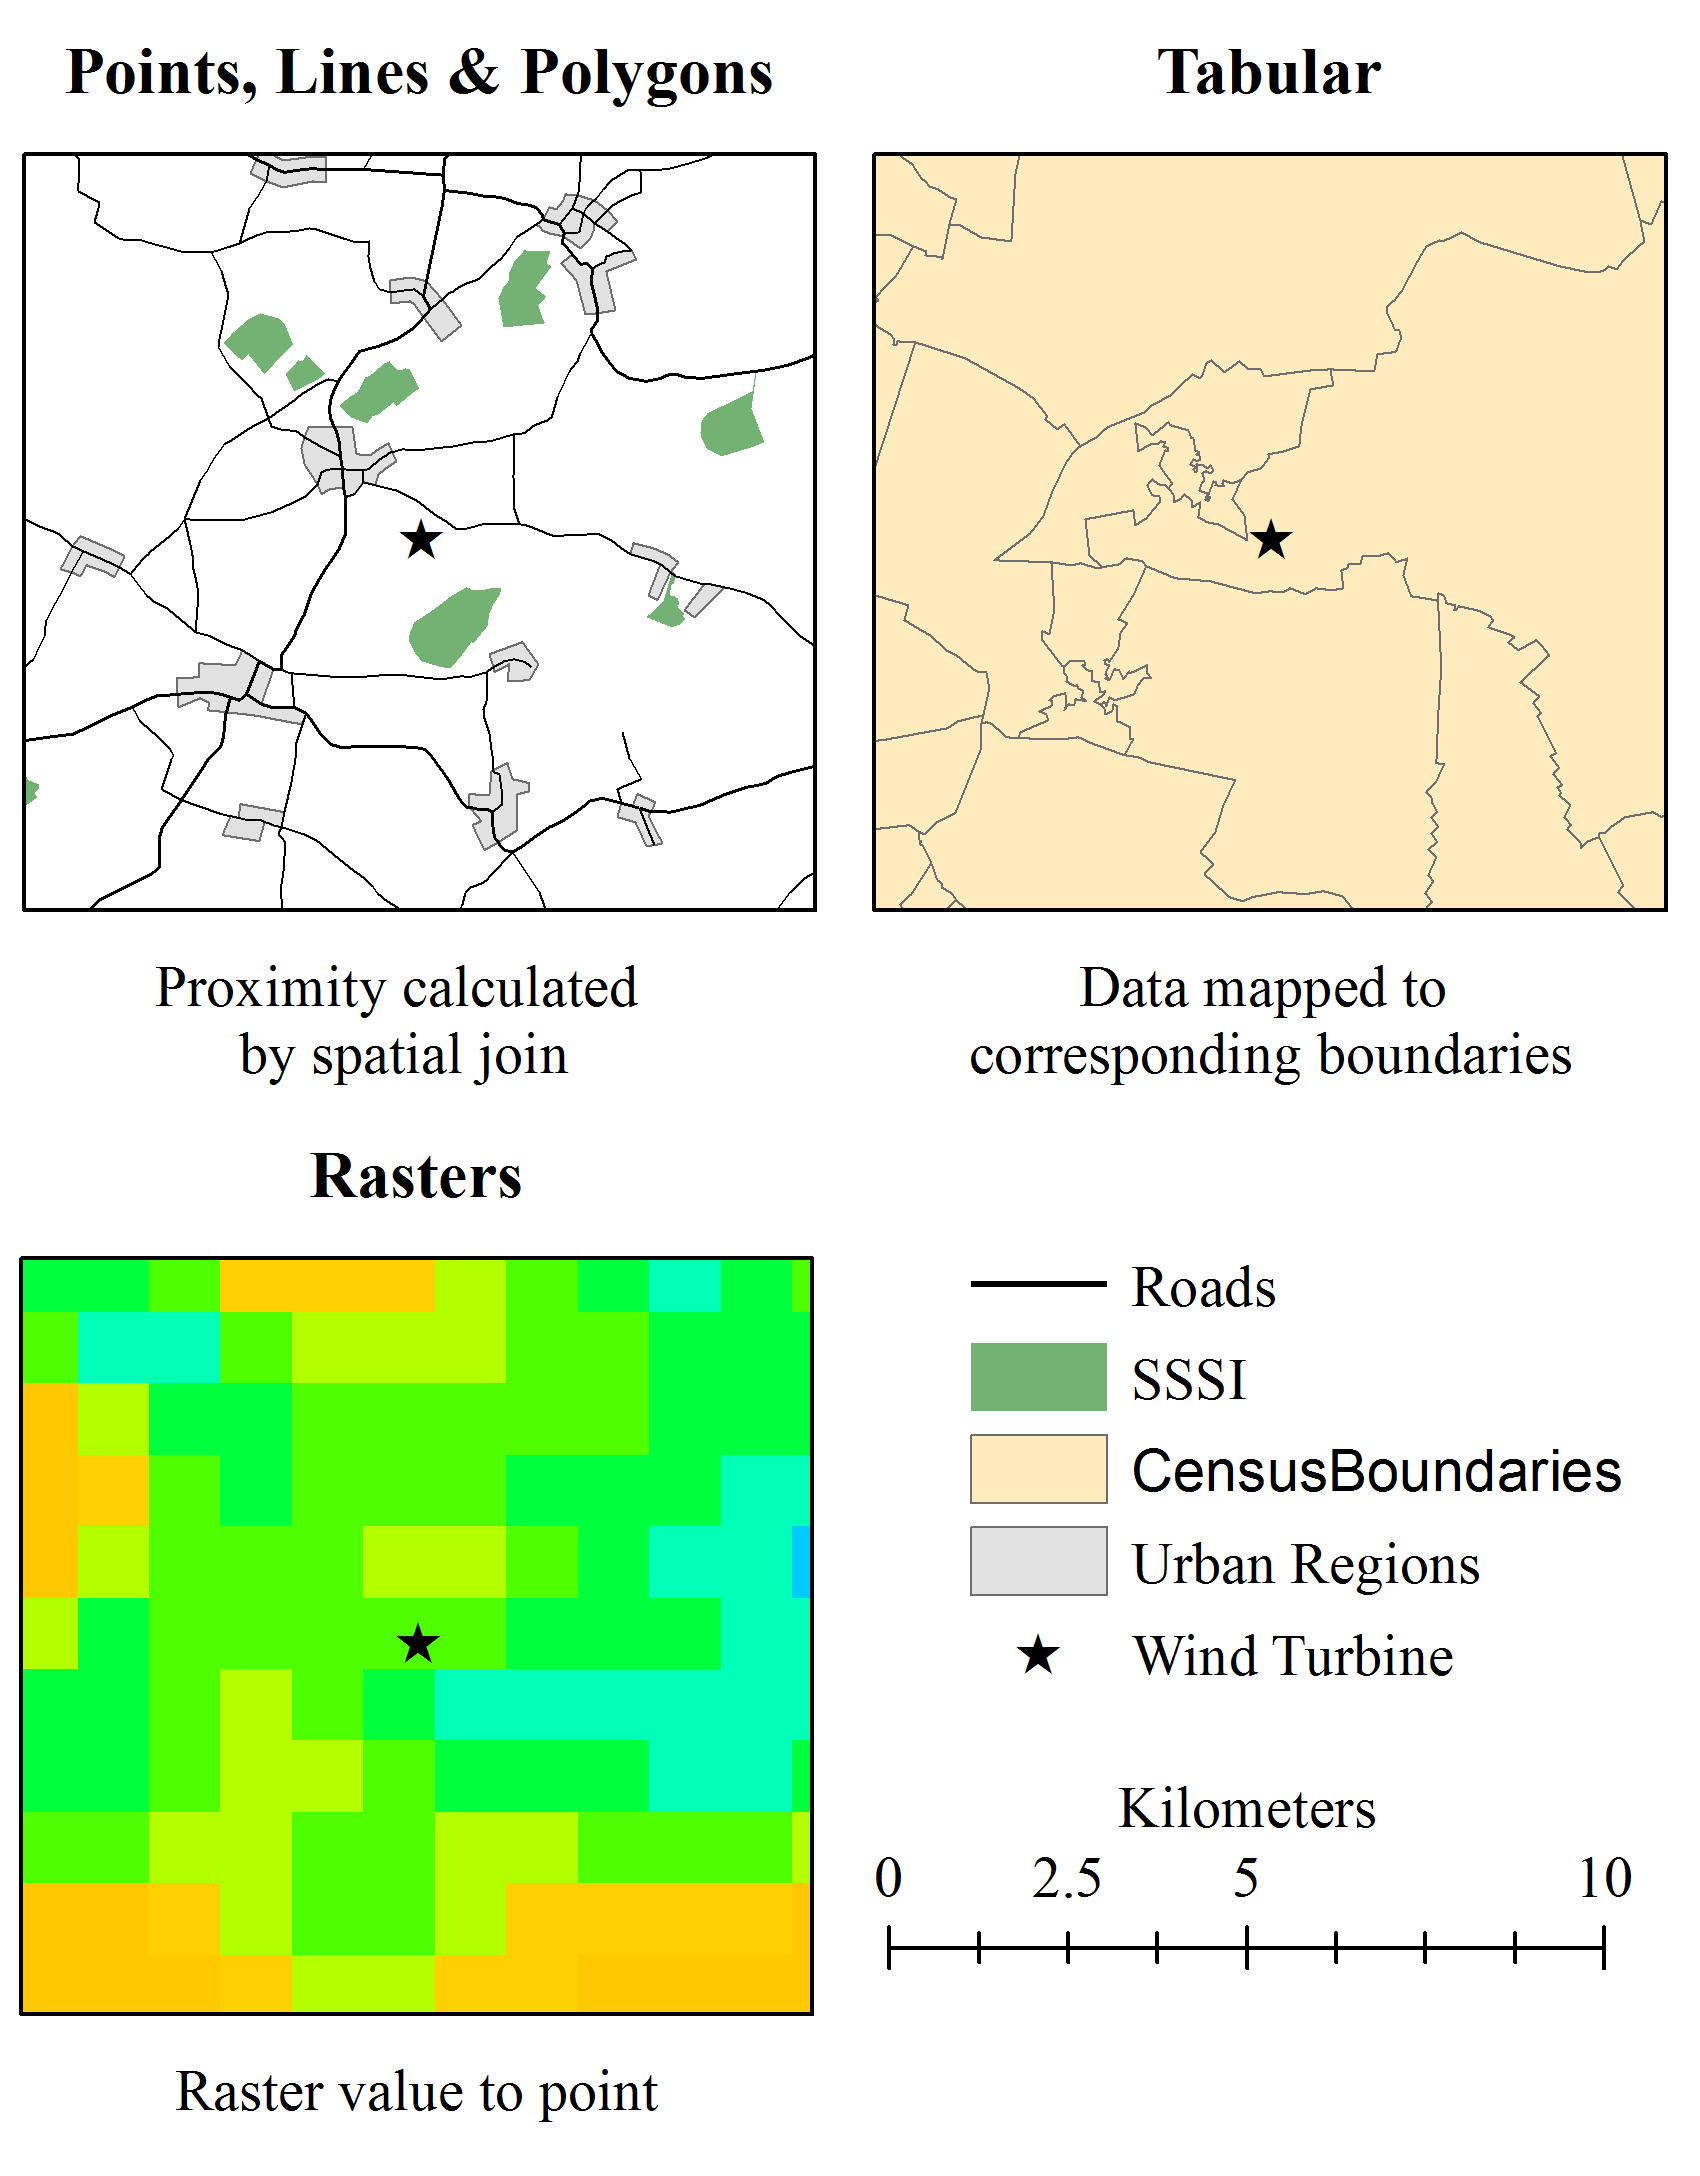 Points, Lines & Polygons
Tabular
Proximity calculated
by spatial join
Data mapped to
corresponding boundaries
Rasters
Roads
SSSI
CensusBoundaries
Urban Regions
Wind Turbine
Kilometers
0 2.5 5 10
Raster value to point